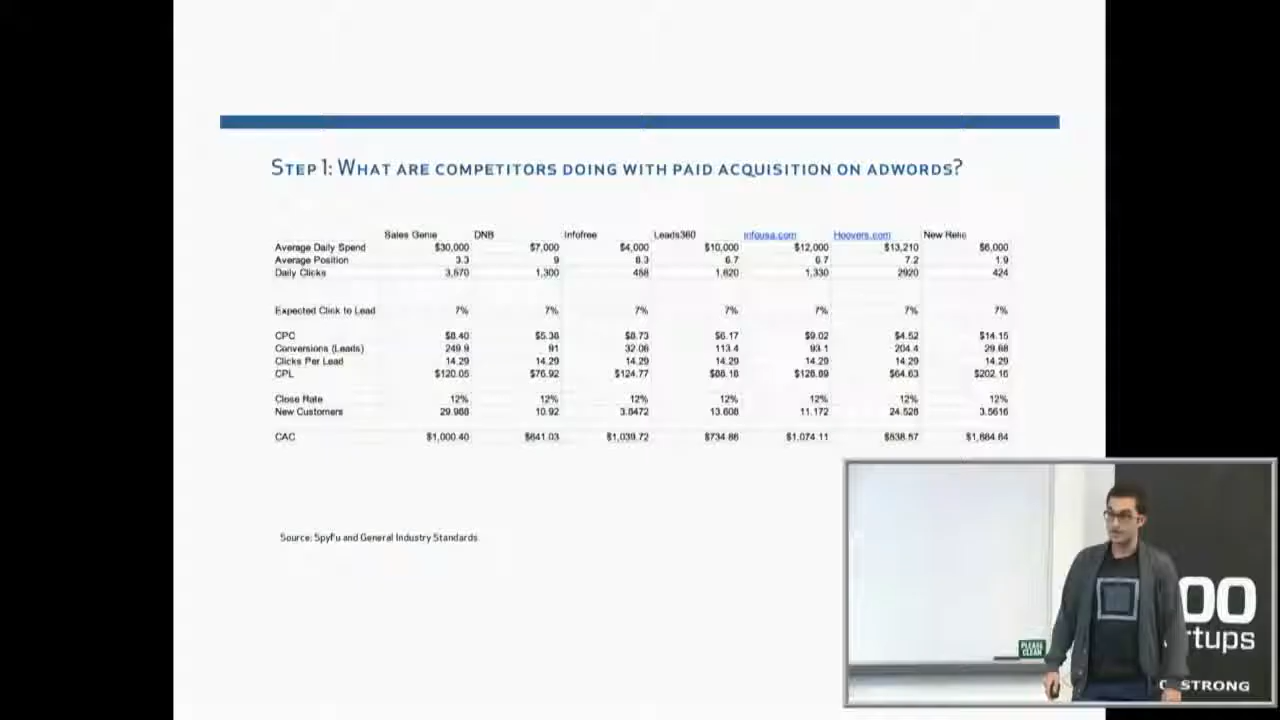 STEP 1: WHAT ARE COMPETITORS DOING WITH PAID ACQUISITION ON ADWORDS?
Sales Genie DNB Infofree Leads360 infousa.com Hoovers.com New Relic
Average Daily Spend $30,000 $7,000 $4,000 $10,000 $12,000 $13,210 $6,000
Average Position 3.3 9 8.3 6.7 6.7 7.2 1.9
Daily Clicks 3,570 1,300 458 1,620 1,330 2920 424
Expected Click to Lead 7% 7% 7% 7% 7% 7% 7%
CPC $8.40 $5.38 $8.73 $6.17 $9.02 $4.52 $14.15
Conversions (Leads) 249.9 91 32.06 113.4 93.1 204.4 29.68
Clicks Per Lead 14.29 14.29 14.29 14.29 14.29 14.29 14.29
CPL $120.05 $76.92 $124.77 $88.18 $128.89 $64.63 $202.16
Close Rate 12% 12% 12% 12% 12% 12% 12%
New Customers 29.988 10.92 3.8472 13.608 11.172 24.528 3.5616
CAC $1,000.40 $641.03 $1,039.72 $734.86 $1,074.11 $538.57 $1,684.64
Source: SpyFu and General Industry Standards
PLEASE
CLEAN
00
rtups
STRONG